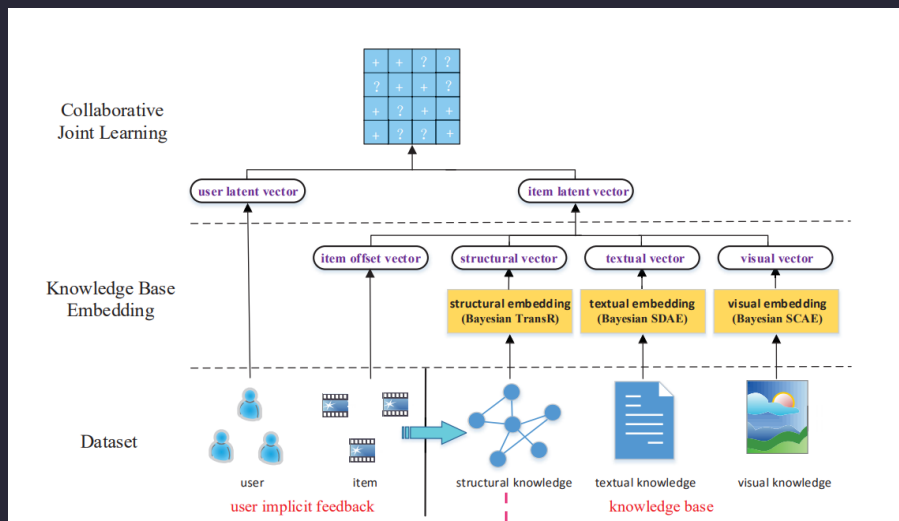 + + ? ?
? + + ?
+ ? + +
+ ? ? +
Collaborative
Joint Learning
user latent vector
item latent vector
item offset vector
structural vector
textual vector
visual vector
Knowledge Base
Embedding
structural embedding
(Bayesian TransR)
textual embedding
(Bayesian SDAE)
visual embedding
(Bayesian SCAE)
Dataset
user
item
structural knowledge
textual knowledge
visual knowledge
user implicit feedback
knowledge base